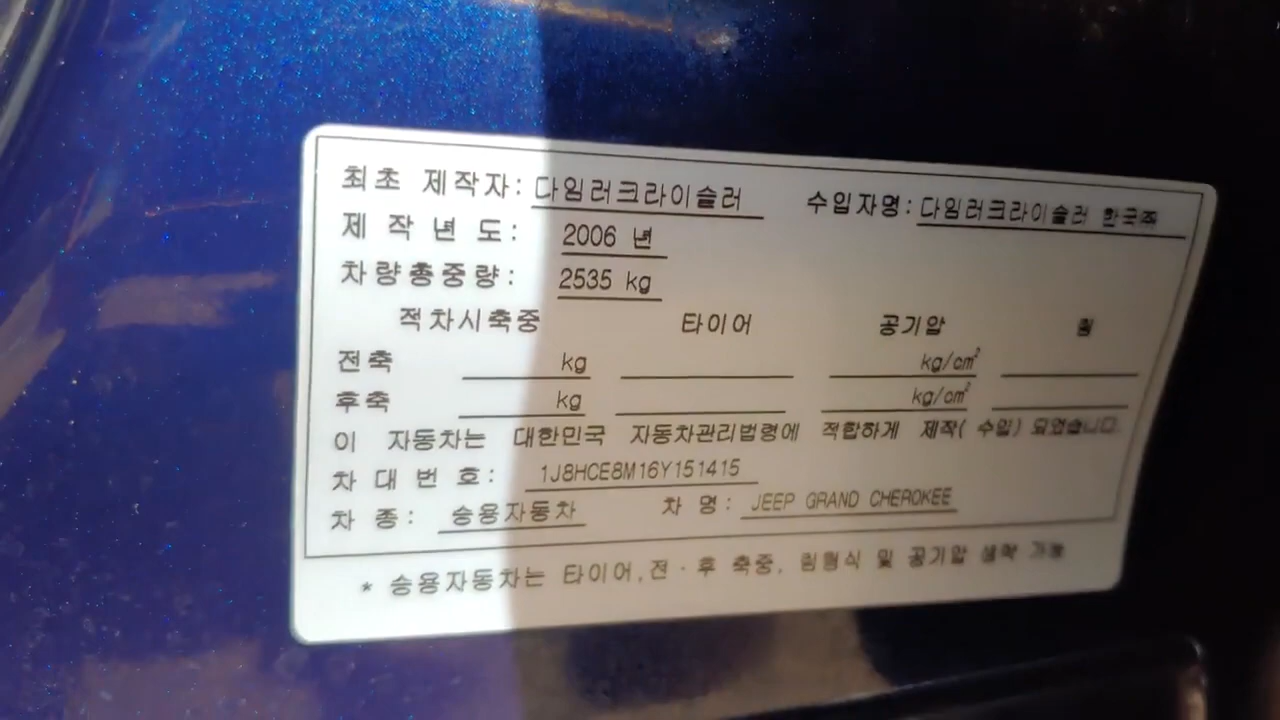 최초 제작자: 다임러크라이슬러 수입자명: 다임러크라이슬러 한국㈜
제 작 년 도: 2006 년
차량총중량: 2535 kg
적차시축중 타이어 공기압 림
전축 kg kg/cm²
후축 kg kg/cm²
이 자동차는 대한민국 자동차관리법령에 적합하게 제작( 수입) 되었습니다.
차 대 번 호: 1J8HCE8M16Y151415
차 종: 승용자동차 차 명: JEEP GRAND CHEROKEE
* 승용자동차는 타이어,전·후 축중, 림형식 및 공기압 생략 가능